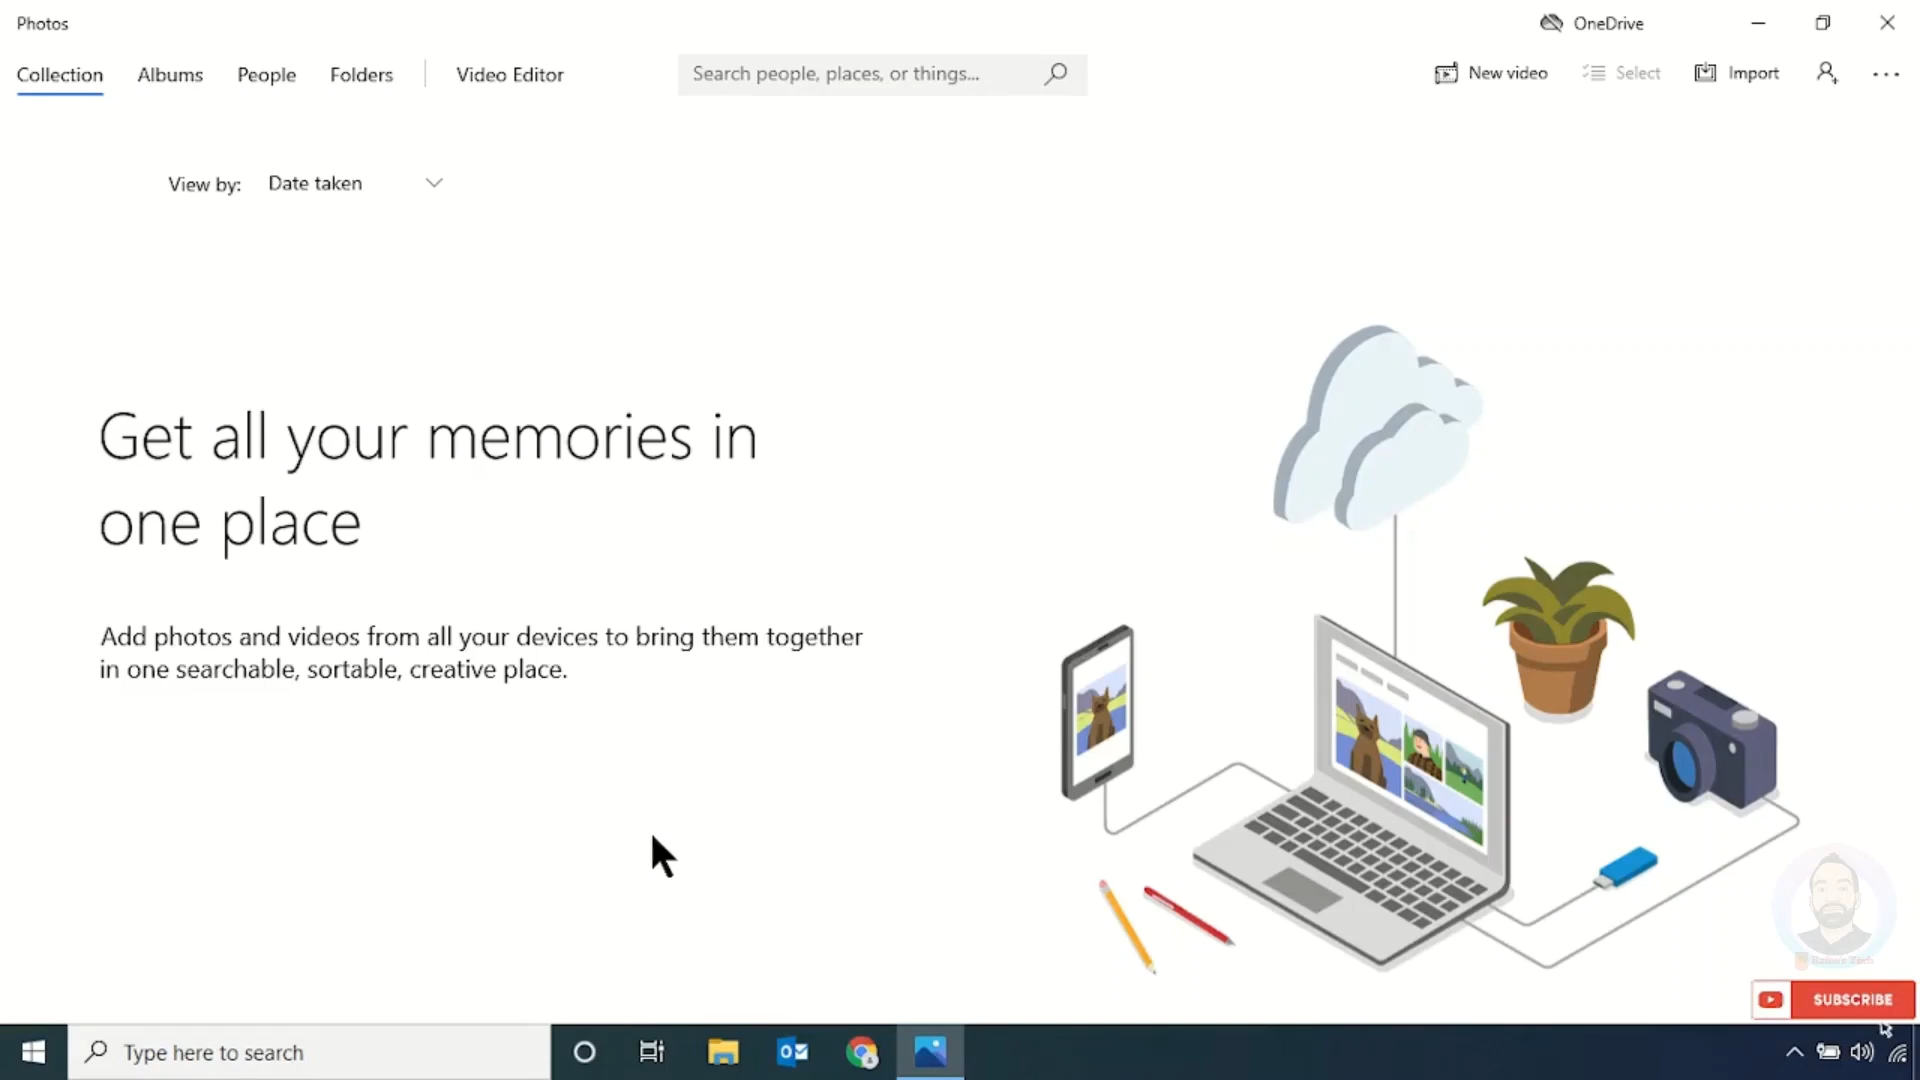 Photos
OneDrive
Collection Albums People Folders Video Editor
Search people, places, or things...
New video Select Import
View by: Date taken
Get all your memories in
one place
Add photos and videos from all your devices to bring them together
in one searchable, sortable, creative place.
SUBSCRIBE
Type here to search